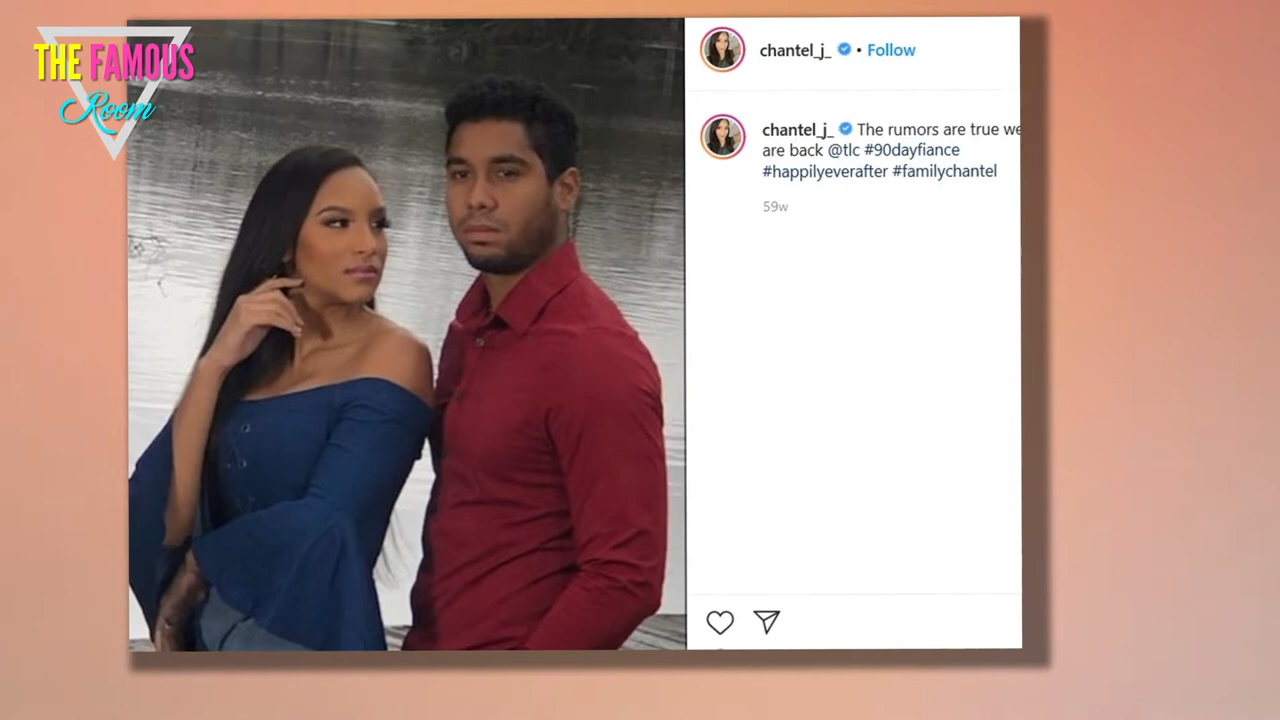 THE FAMOUS
Room
chantel_j_ • Follow
chantel_j_ The rumors are true we
are back @tlc #90dayfiance
#happilyeverafter #familychantel
59w